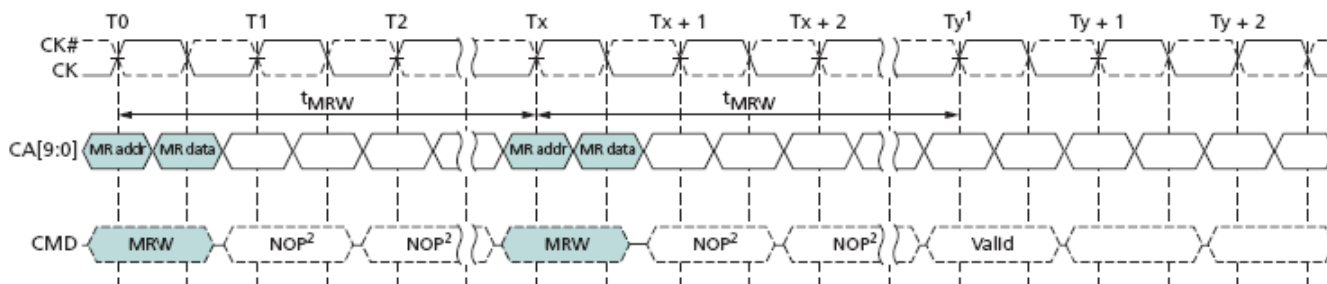 T0 T1 T2 Tx Tx + 1 Tx + 2 Ty¹ Ty + 1 Ty + 2
CK#
CK
tMRW tMRW
CA[9:0] MR addr MR data MR addr MR data
CMD MRW NOP² NOP² MRW NOP² NOP² Valid